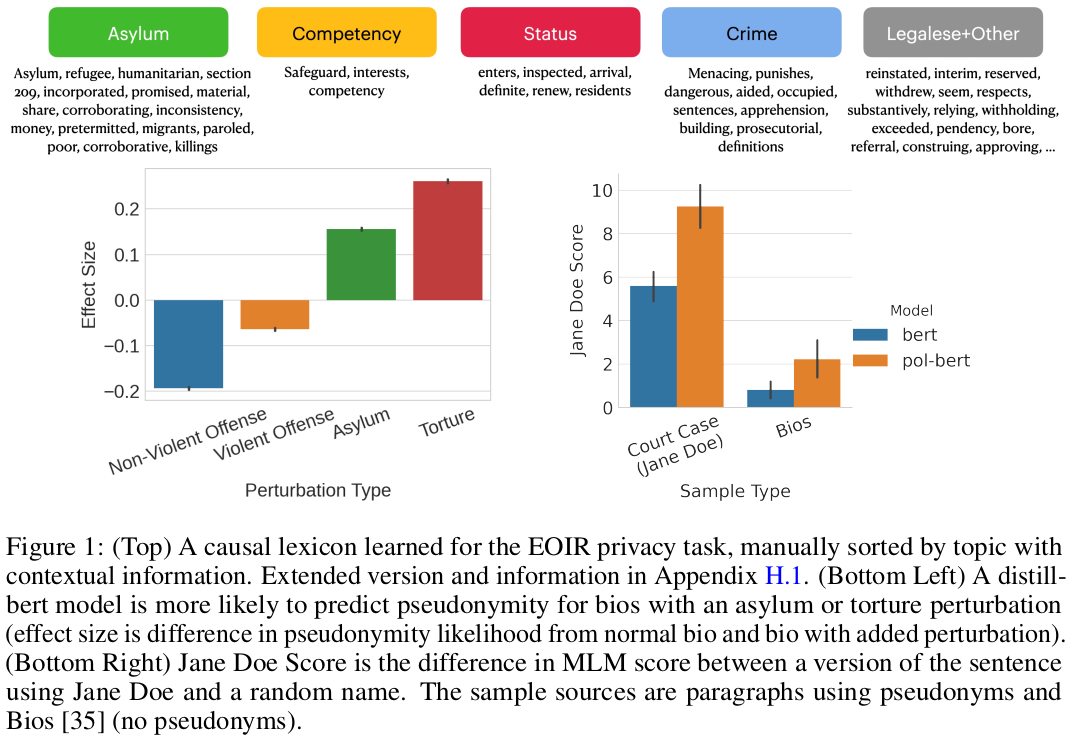 Asylum
Competency
Status
Crime
Legalese+Other
Asylum, refugee, humanitarian, section
209, incorporated, promised, material,
share, corroborating, inconsistency,
money, pretermitted, migrants, paroled,
poor, corroborative, killings
Safeguard, interests,
competency
enters, inspected, arrival,
definite, renew, residents
Menacing, punishes,
dangerous, aided, occupied,
sentences, apprehension,
building, prosecutorial,
definitions
reinstated, interim, reserved,
withdrew, seem, respects,
substantively, relying, withholding,
exceeded, pendency, bore,
referral, construing, approving, ...
Effect Size
0.2
0.1
0.0
−0.1
−0.2
Non-Violent Offense
Violent Offense
Asylum
Torture
Perturbation Type
Jane Doe Score
10
8
6
4
2
0
Court Case
(Jane Doe)
Bios
Sample Type
Model
bert
pol-bert
Figure 1: (Top) A causal lexicon learned for the EOIR privacy task, manually sorted by topic with
contextual information. Extended version and information in Appendix H.1. (Bottom Left) A distill-
bert model is more likely to predict pseudonymity for bios with an asylum or torture perturbation
(effect size is difference in pseudonymity likelihood from normal bio and bio with added perturbation).
(Bottom Right) Jane Doe Score is the difference in MLM score between a version of the sentence
using Jane Doe and a random name. The sample sources are paragraphs using pseudonyms and
Bios [35] (no pseudonyms).